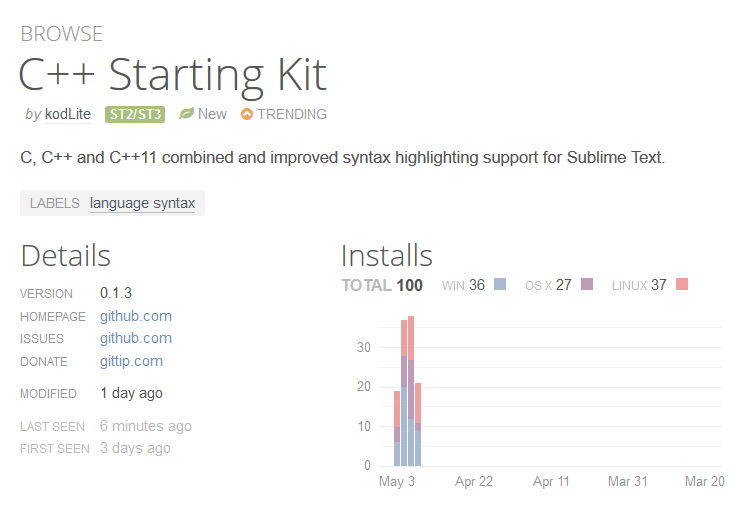 BROWSE
C++ Starting Kit
by kodLite ST2/ST3 New TRENDING
C, C++ and C++11 combined and improved syntax highlighting support for Sublime Text.
LABELS language syntax
Details
VERSION 0.1.3
HOMEPAGE github.com
ISSUES github.com
DONATE gittip.com
MODIFIED 1 day ago
LAST SEEN 6 minutes ago
FIRST SEEN 3 days ago
Installs
TOTAL 100 WIN 36 OS X 27 LINUX 37
30
20
10
0
May 3 Apr 22 Apr 11 Mar 31 Mar 20